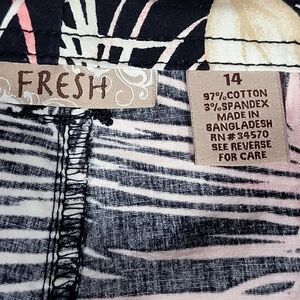 FRESH
14
97% COTTON
3% SPANDEX
MADE IN
BANGLADESH
RN# 34570
SEE REVERSE
FOR CARE